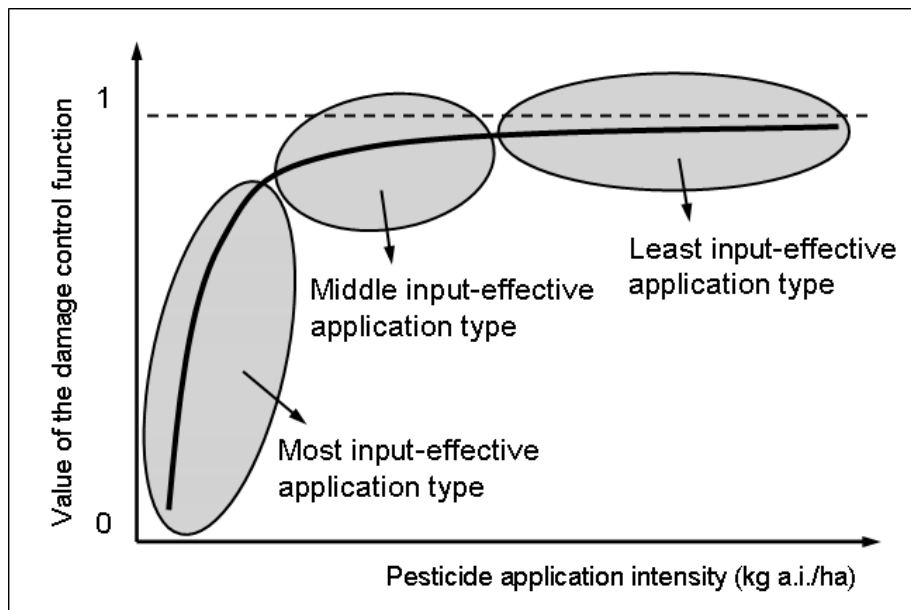 Value of the damage control function
1
0
Middle input-effective
application type
Least input-effective
application type
Most input-effective
application type
Pesticide application intensity (kg a.i./ha)